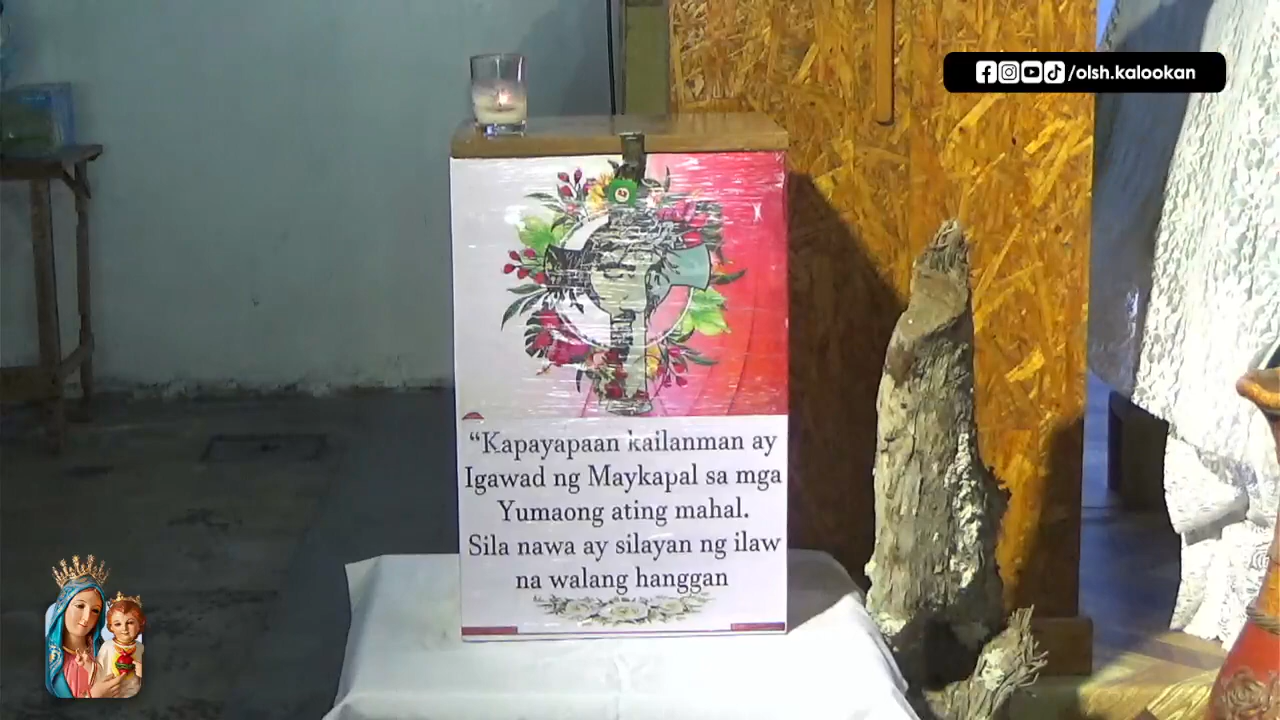 /olsh.kalookan
“Kapayapaan kailanman ay
Igawad ng Maykapal sa mga
Yumaong ating mahal.
Sila nawa ay silayan ng ilaw
na walang hanggan